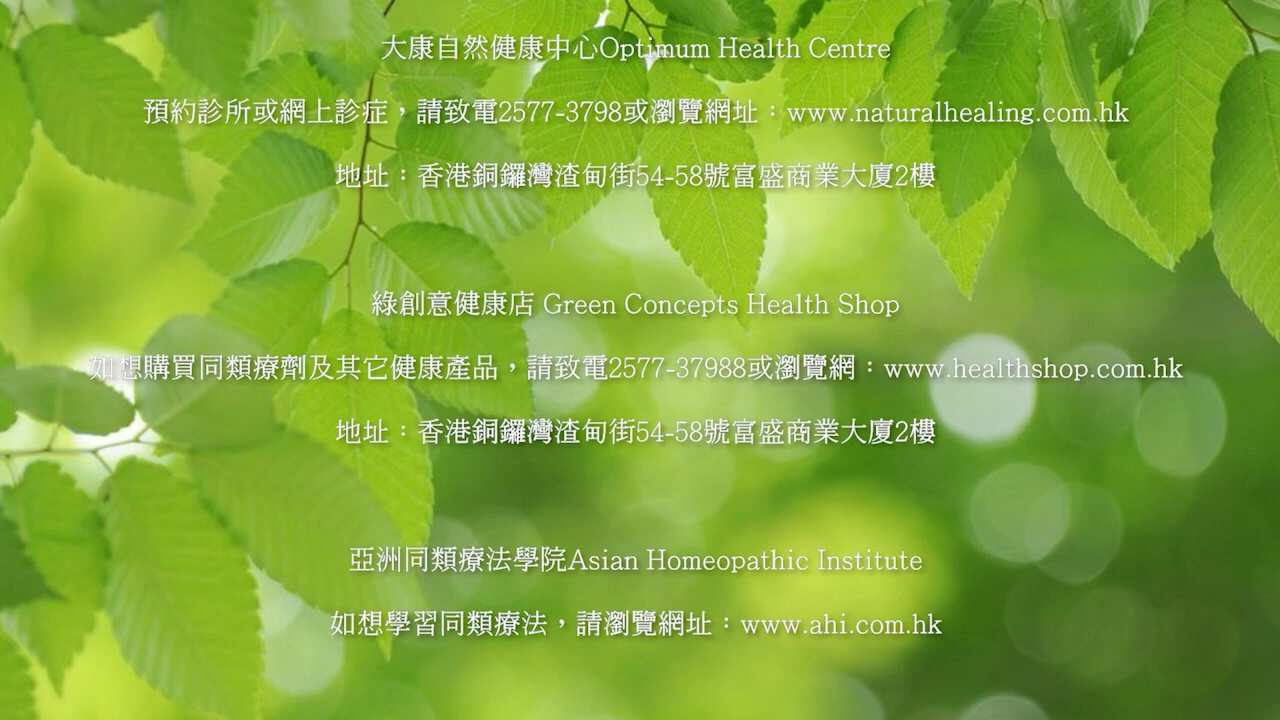 大康自然健康中心Optimum Health Centre
預約診所或網上診症，請致電2577-3798或瀏覽網址：www.naturalhealing.com.hk
地址：香港銅鑼灣渣甸街54-58號富盛商業大廈2樓
綠創意健康店 Green Concepts Health Shop
如想購買同類療劑及其它健康產品，請致電2577-37988或瀏覽網：www.healthshop.com.hk
地址：香港銅鑼灣渣甸街54-58號富盛商業大廈2樓
亞洲同類療法學院Asian Homeopathic Institute
如想學習同類療法，請瀏覽網址：www.ahi.com.hk